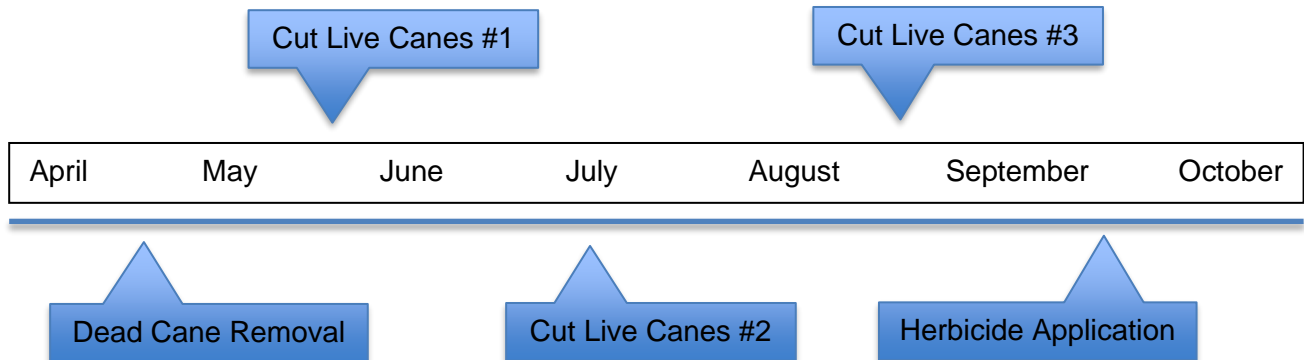 Cut Live Canes #1
Cut Live Canes #3
April May June July August September October
Dead Cane Removal
Cut Live Canes #2
Herbicide Application